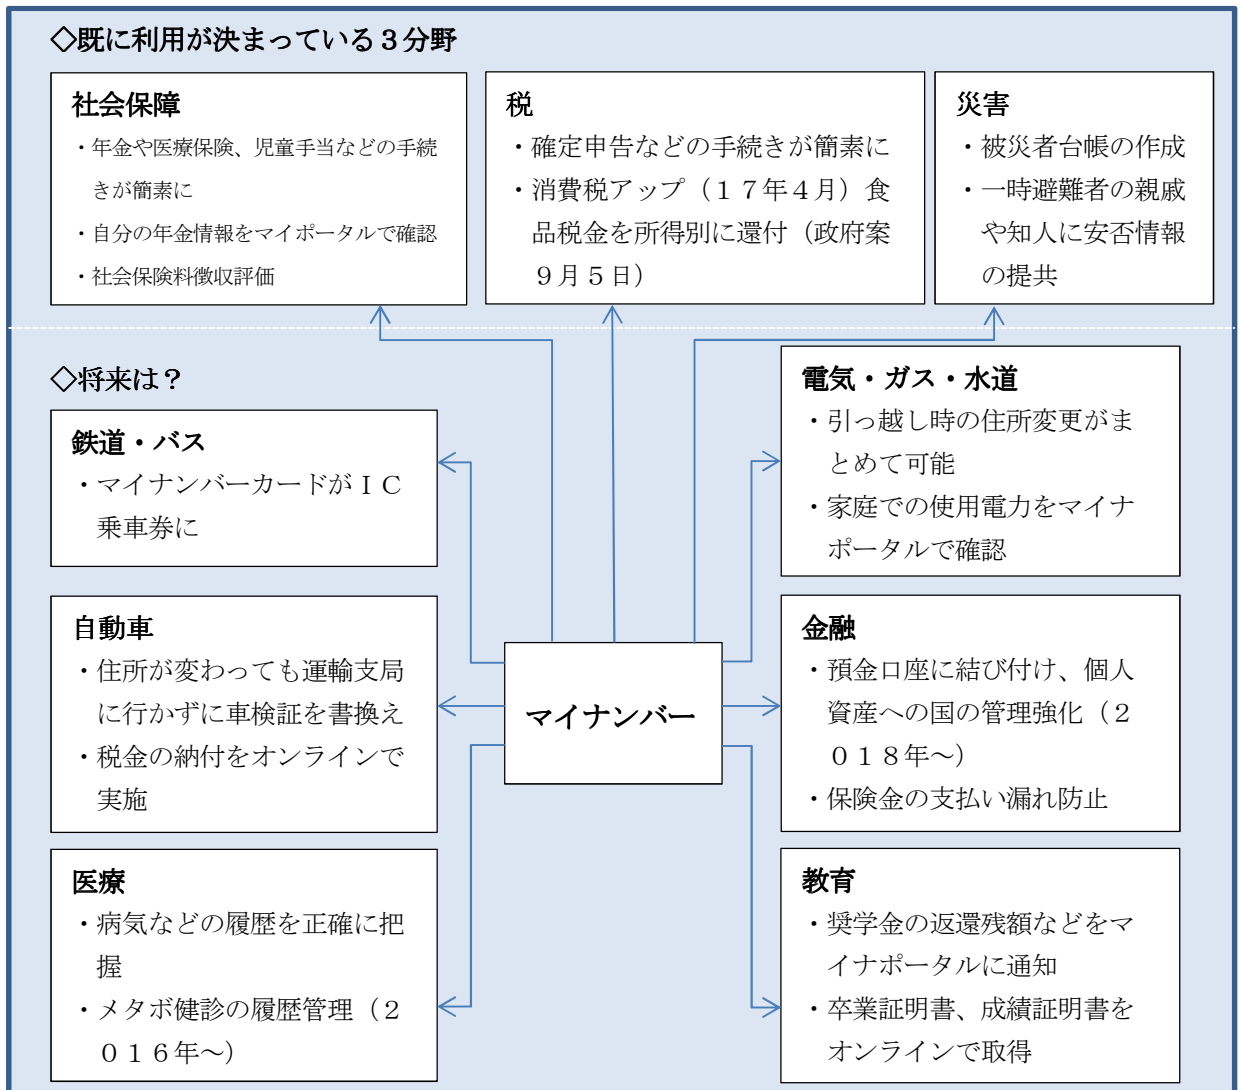 ◇既に利用が決まっている３分野
社会保障
・年金や医療保険、児童手当などの手続
きが簡素に
・自分の年金情報をマイポータルで確認
・社会保険料徴収評価
税
・確定申告などの手続きが簡素に
・消費税アップ（１７年４月）食
品税金を所得別に還付（政府案
９月５日）
災害
・被災者台帳の作成
・一時避難者の親戚
や知人に安否情報
の提共
◇将来は？
鉄道・バス
・マイナンバーカードがＩＣ
乗車券に
電気・ガス・水道
・引っ越し時の住所変更がま
とめて可能
・家庭での使用電力をマイナ
ポータルで確認
自動車
・住所が変わっても運輸支局
に行かずに車検証を書換え
・税金の納付をオンラインで
実施
マイナンバー
金融
・預金口座に結び付け、個人
資産への国の管理強化（２
０１８年～）
・保険金の支払い漏れ防止
医療
・病気などの履歴を正確に把
握
・メタボ健診の履歴管理（２
０１６年～）
教育
・奨学金の返還残額などをマ
イナポータルに通知
・卒業証明書、成績証明書を
オンラインで取得